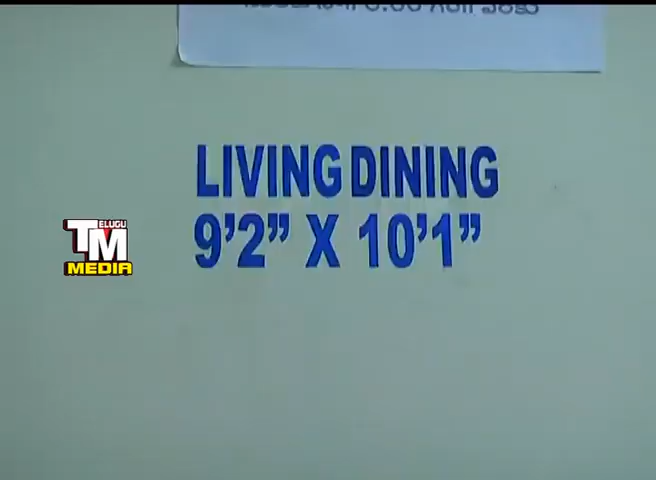 LIVING DINING
9'2” X 10'1”
TELUGU
TM
MEDIA